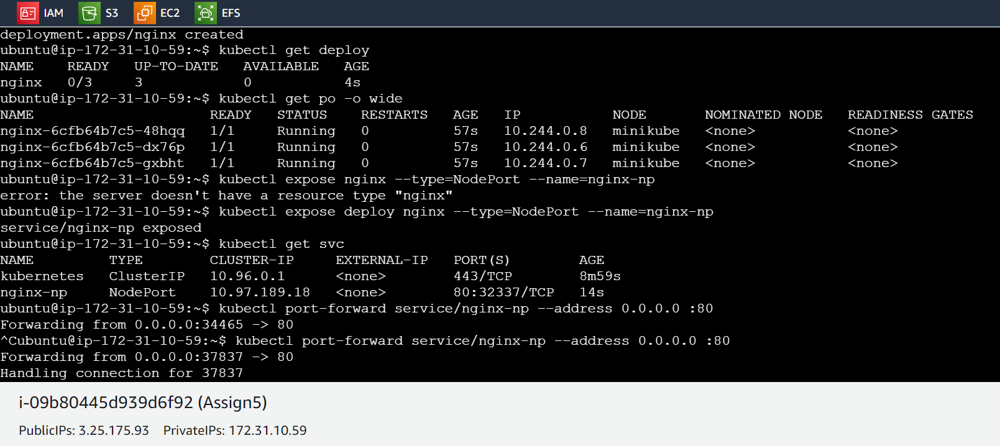 IAM S3 EC2 EFS
deployment.apps/nginx created
ubuntu@ip-172-31-10-59:~$ kubectl get deploy
NAME READY UP-TO-DATE AVAILABLE AGE
nginx 0/3 3 0 4s
ubuntu@ip-172-31-10-59:~$ kubectl get po -o wide
NAME READY STATUS RESTARTS AGE IP NODE NOMINATED NODE READINESS GATES
nginx-6cfb64b7c5-48hqq 1/1 Running 0 57s 10.244.0.8 minikube <none> <none>
nginx-6cfb64b7c5-dx76p 1/1 Running 0 57s 10.244.0.6 minikube <none> <none>
nginx-6cfb64b7c5-gxbht 1/1 Running 0 57s 10.244.0.7 minikube <none> <none>
ubuntu@ip-172-31-10-59:~$ kubectl expose nginx --type=NodePort --name=nginx-np
error: the server doesn't have a resource type "nginx"
ubuntu@ip-172-31-10-59:~$ kubectl expose deploy nginx --type=NodePort --name=nginx-np
service/nginx-np exposed
ubuntu@ip-172-31-10-59:~$ kubectl get svc
NAME TYPE CLUSTER-IP EXTERNAL-IP PORT(S) AGE
kubernetes ClusterIP 10.96.0.1 <none> 443/TCP 8m59s
nginx-np NodePort 10.97.189.18 <none> 80:32337/TCP 14s
ubuntu@ip-172-31-10-59:~$ kubectl port-forward service/nginx-np --address 0.0.0.0 :80
Forwarding from 0.0.0.0:34465 -> 80
^Cubuntu@ip-172-31-10-59:~$ kubectl port-forward service/nginx-np --address 0.0.0.0 :80
Forwarding from 0.0.0.0:37837 -> 80
Handling connection for 37837
i-09b80445d939d6f92 (Assign5)
PublicIPs: 3.25.175.93 PrivateIPs: 172.31.10.59